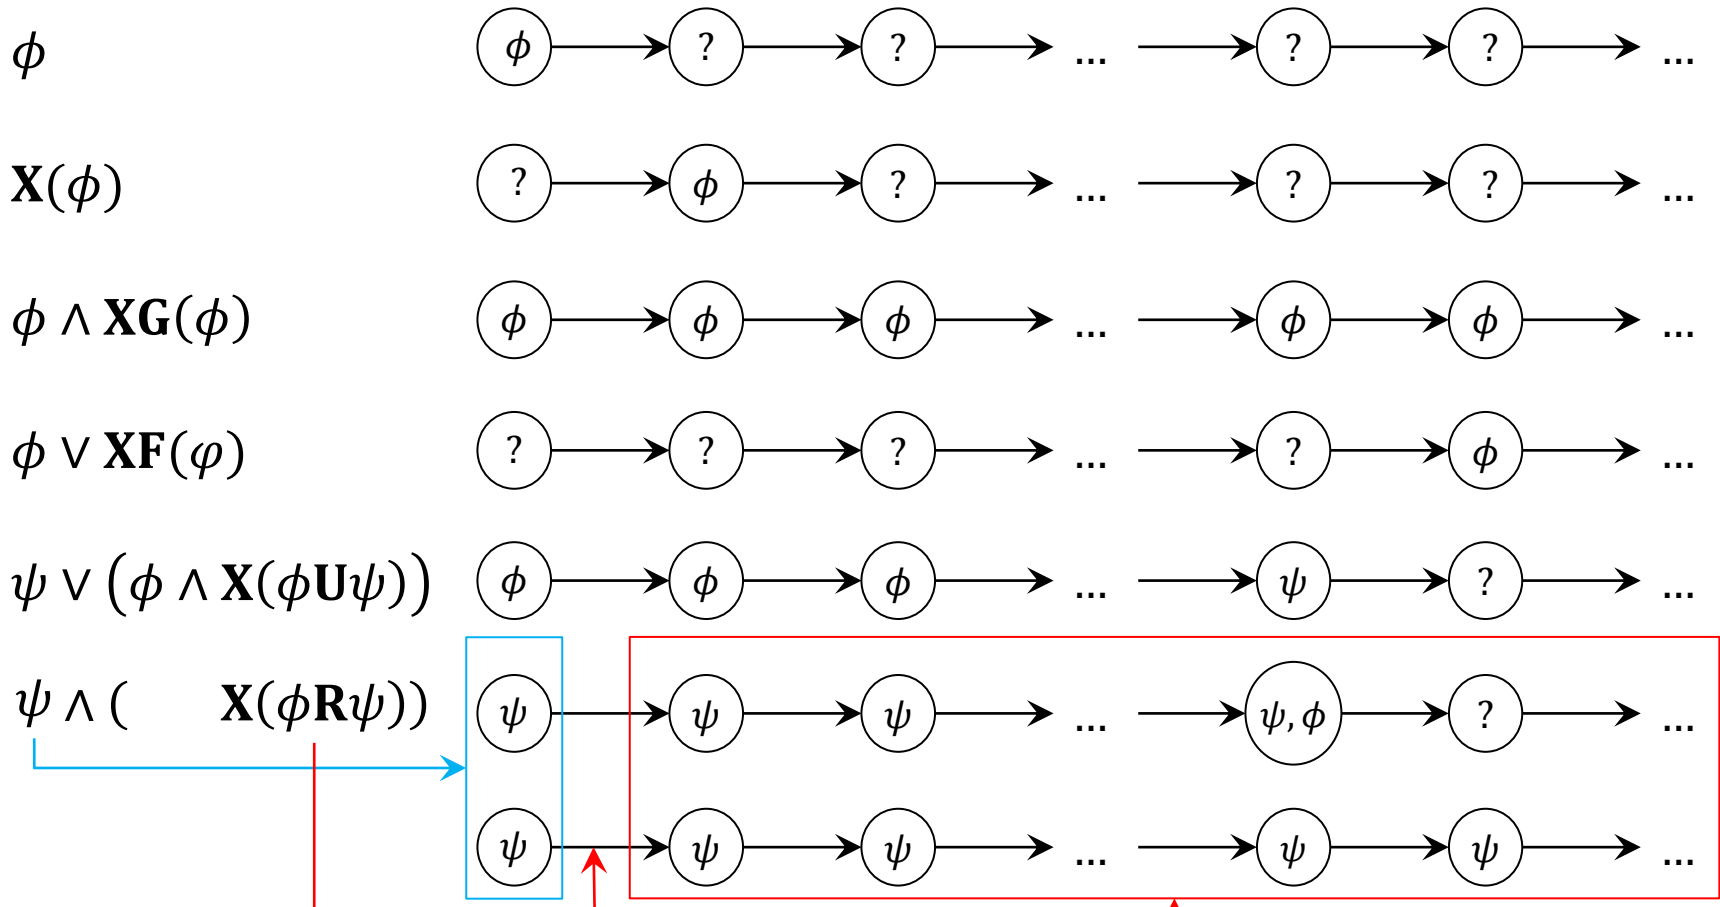 ϕ ϕ ? ? ... ? ? ...
𝐗(ϕ) ? ϕ ? ... ? ? ...
ϕ ∧ 𝐗𝐆(ϕ) ϕ ϕ ϕ ... ϕ ϕ ...
ϕ ∨ 𝐗𝐅(φ) ? ? ? ... ? ϕ ...
ψ ∨ (ϕ ∧ 𝐗(ϕ𝐔ψ)) ϕ ϕ ϕ ... ψ ? ...
ψ ∧ ( 𝐗(ϕ𝐑ψ)) ψ ψ ψ ... ψ, ϕ ? ...
ψ ψ ψ ... ψ ψ ...